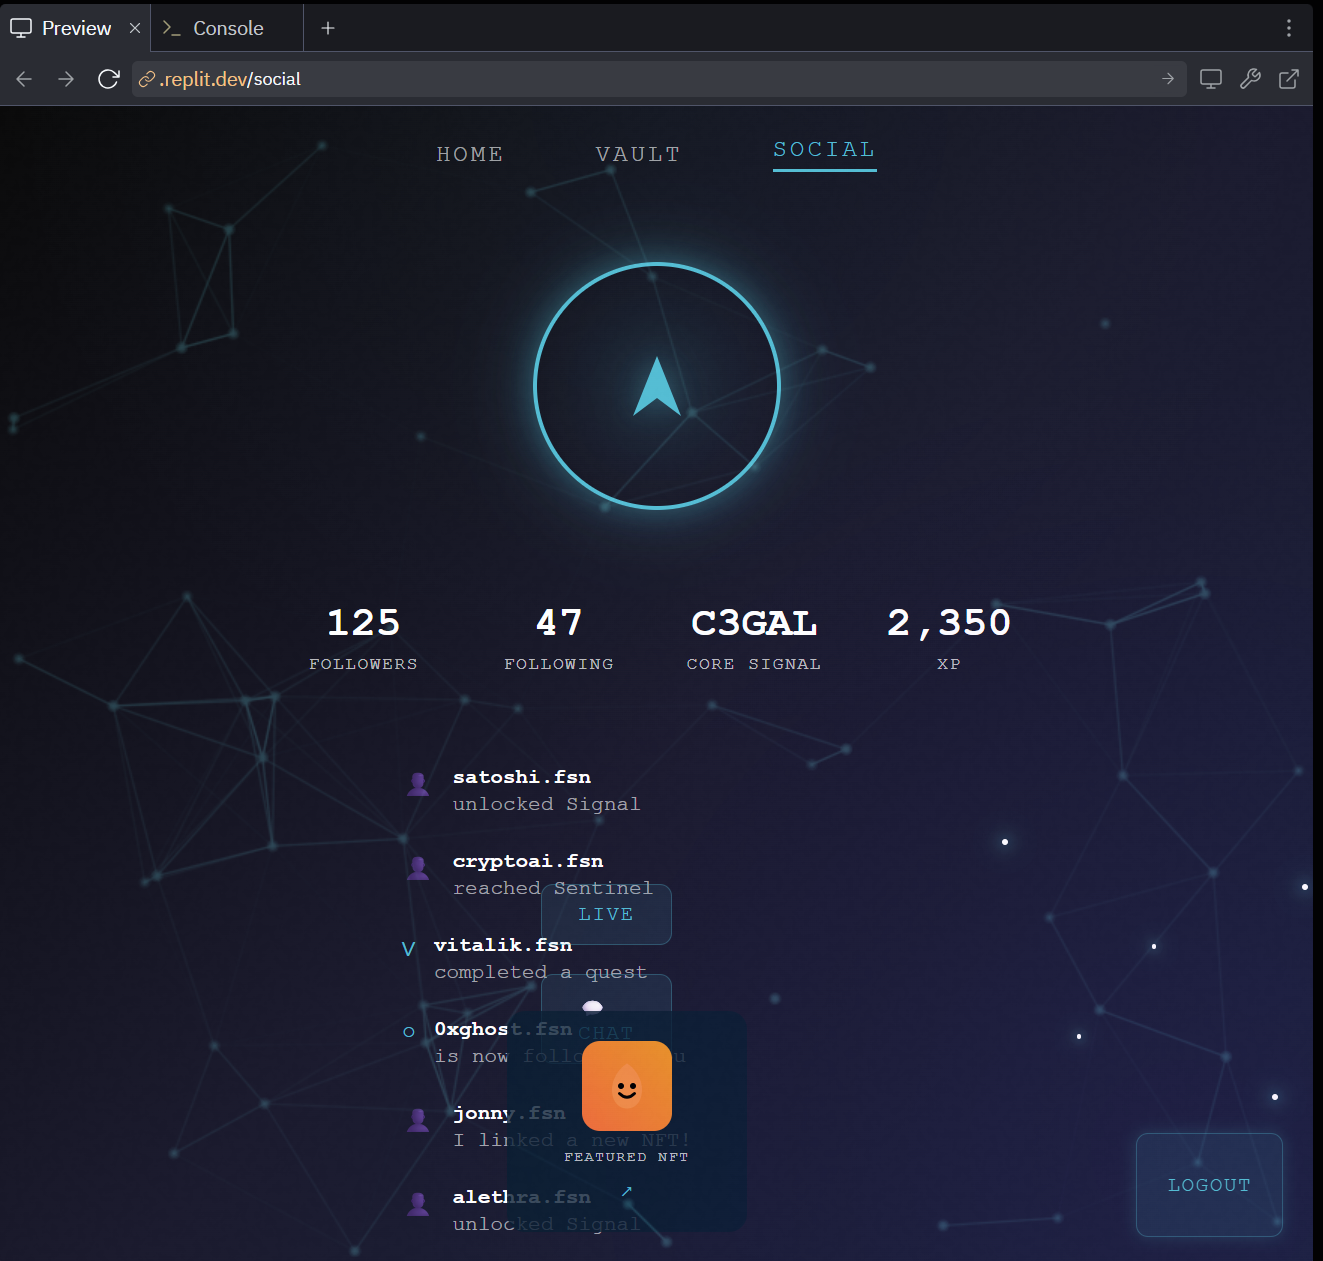 Preview
Console
.replit.dev/social
HOME
VAULT
SOCIAL
125
47
C3GAL
2,350
FOLLOWERS
FOLLOWING
CORE SIGNAL
XP
satoshi.fsn
unlocked Signal
cryptoai.fsn
reached Sentinel
LIVE
V
vitalik.fsn
completed a quest
O
0xghost.fsn
CHAT
is now
jonny.fsn
I linked a new NFT!
FEATURED NFT
alethra.fsn
unlocked Signal
LOGOUT